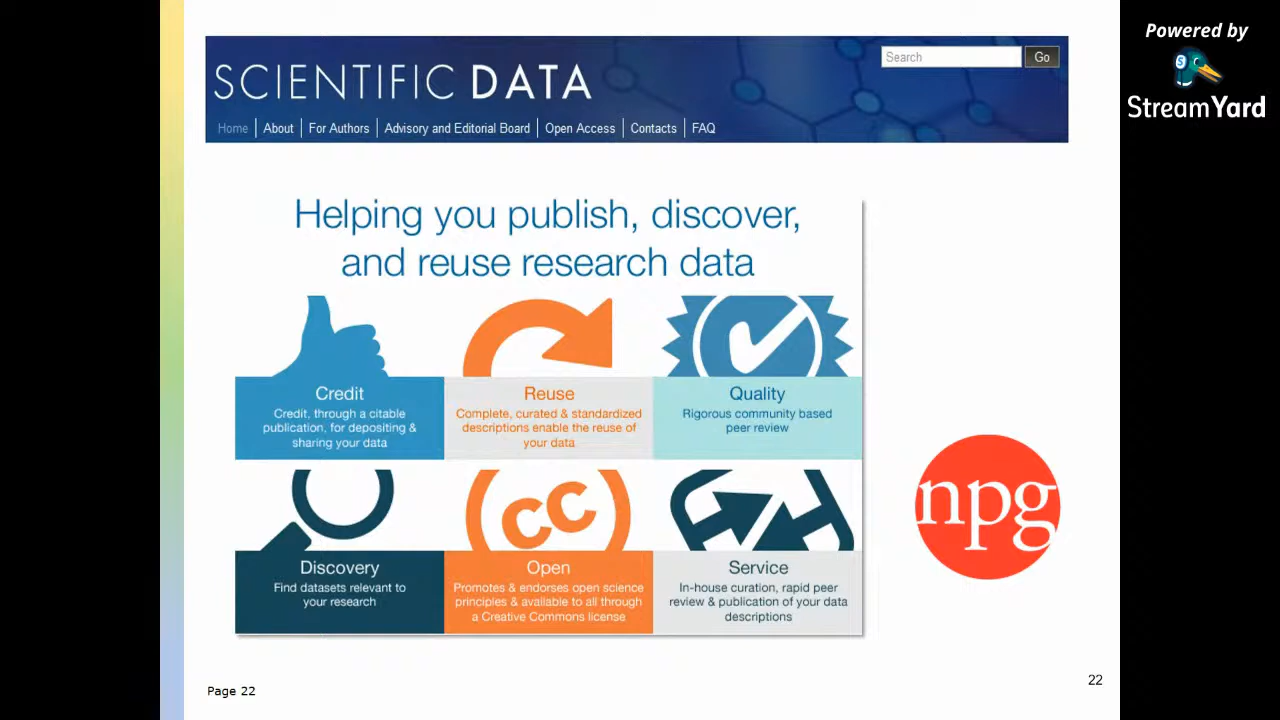 Powered by
StreamYard
SCIENTIFIC DATA
Search
Go
Home
About
For Authors
Advisory and Editorial Board
Open Access
Contacts
FAQ
Helping you publish, discover,
and reuse research data
Credit
Credit, through a citable
publication, for depositing &
sharing your data
Reuse
Complete, curated & standardized
descriptions enable the reuse of
your data
Quality
Rigorous community based
peer review
cc
Discovery
Find datasets relevant to
your research
Open
Promotes & endorses open science
principles & available to all through
a Creative Commons license
Service
In-house curation, rapid peer
review & publication of your data
descriptions
npg
Page 22
22